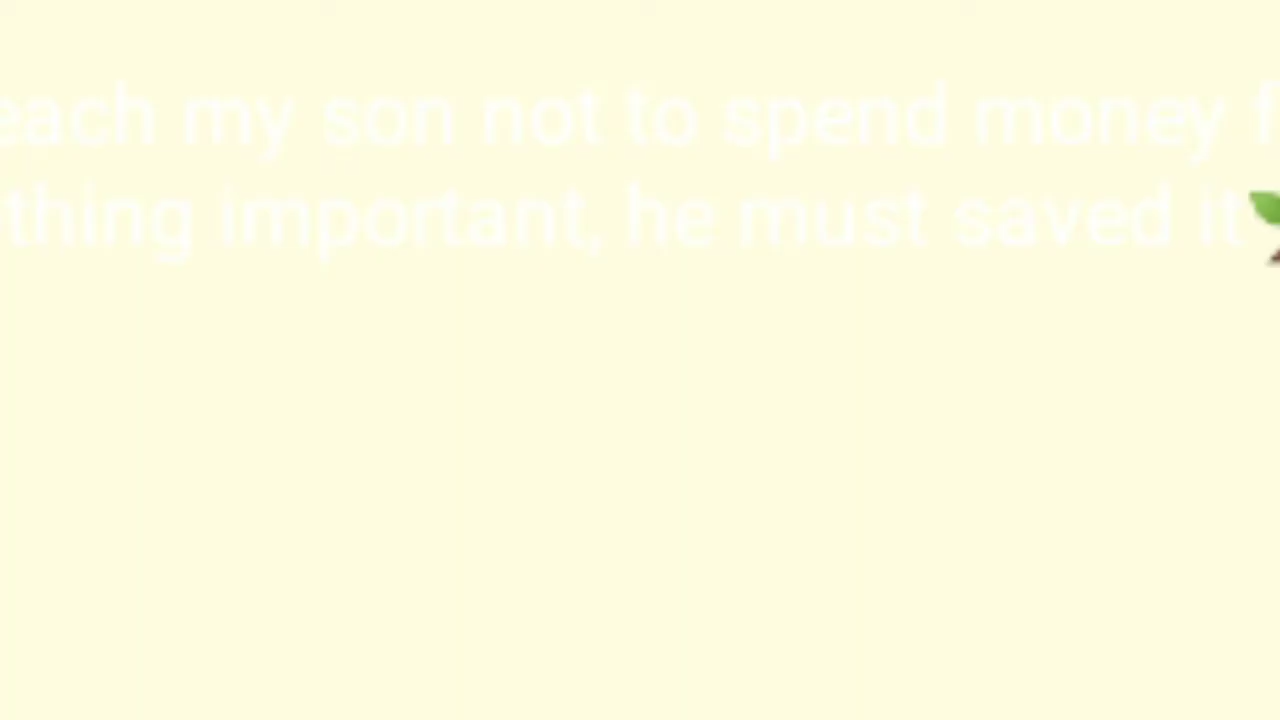 each my son not to spend money f
thing important, he must saved it